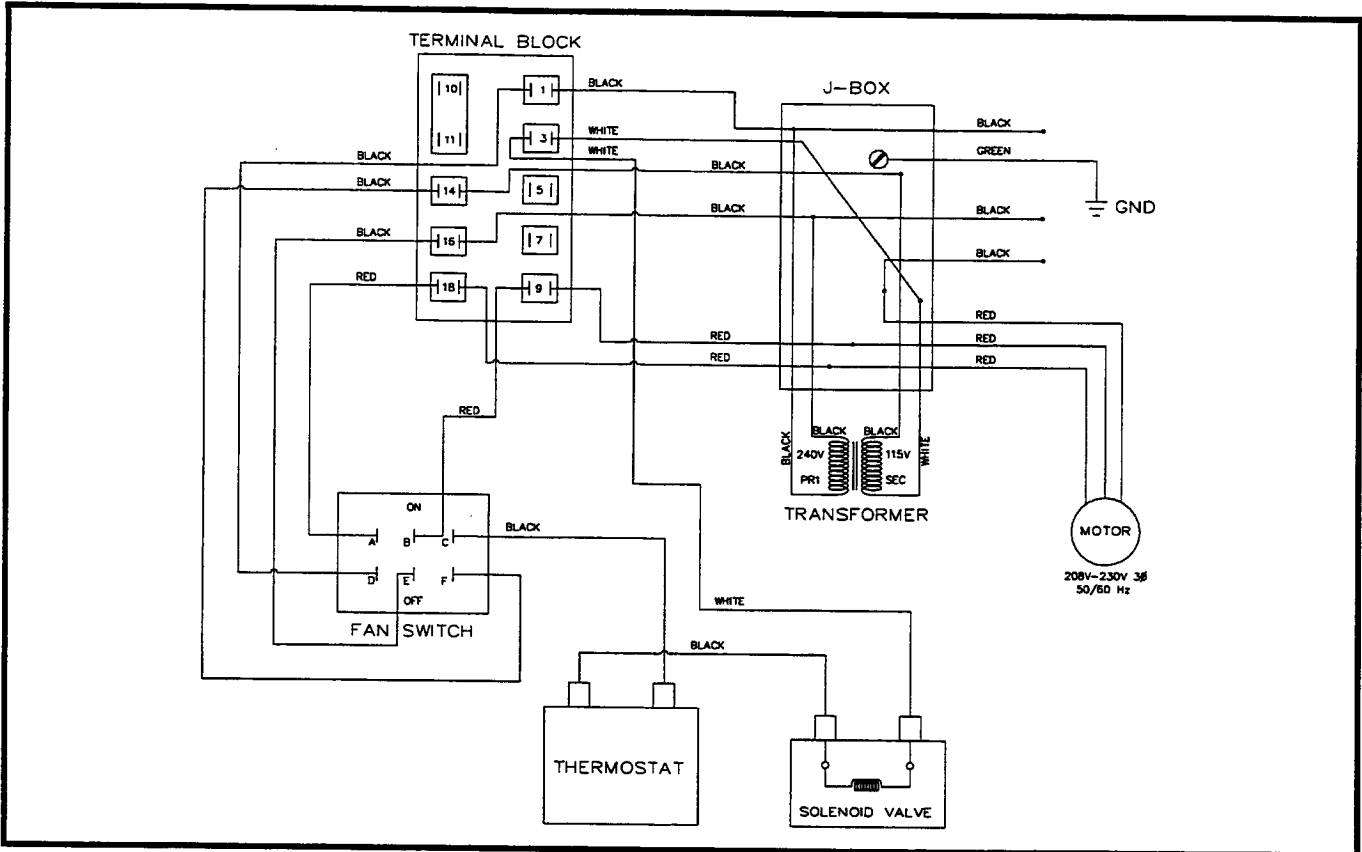 TERMINAL BLOCK
J-BOX
10
1
BLACK
BLACK
11
3
WHITE
WHITE
GREEN
BLACK
BLACK
BLACK
14
5
BLACK
BLACK
GND
BLACK
16
7
BLACK
RED
18
9
RED
RED
RED
RED
RED
RED
BLACK
BLACK
BLACK
WHITE
240V
115V
PRI
SEC
TRANSFORMER
ON
A
B
C
BLACK
MOTOR
D
E
F
OFF
208V-230V 3Ø
50/60 Hz
FAN SWITCH
WHITE
BLACK
THERMOSTAT
SOLENOID VALVE